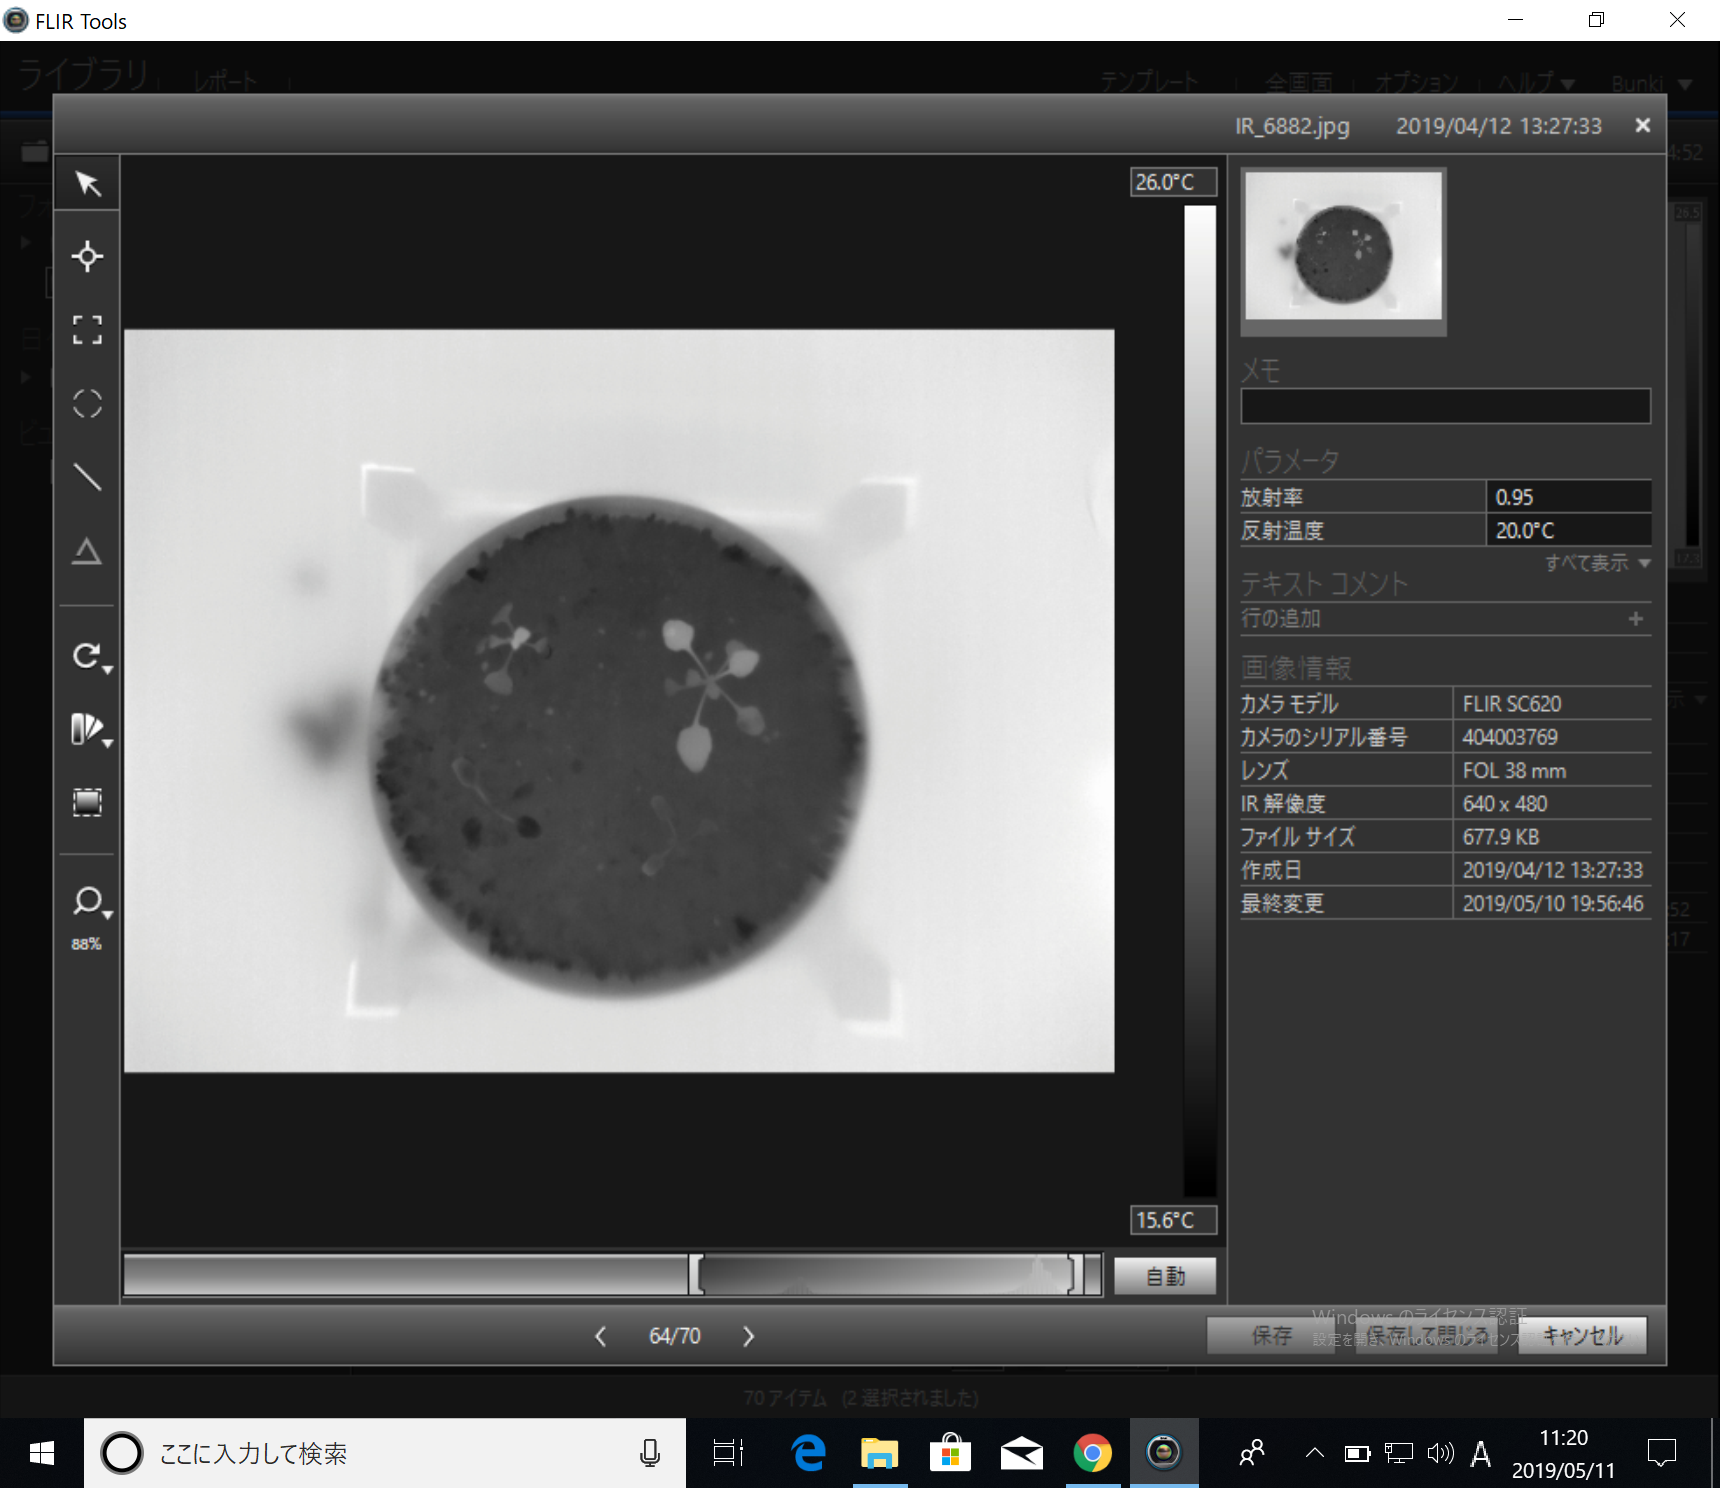 FLIR Tools
ライブラリ レポート テンプレート 全画面 オプション ヘルプ Bunki
IR_6882.jpg 2019/04/12 13:27:33
4:52
26.0°C
26.5
メモ
パラメータ
放射率 0.95
反射温度 20.0°C
すべて表示
17.3
テキスト コメント
行の追加 +
画像情報
カメラ モデル FLIR SC620
カメラのシリアル番号 404003769
レンズ FOL 38 mm
IR 解像度 640 x 480
ファイル サイズ 677.9 KB
作成日 2019/04/12 13:27:33
最終変更 2019/05/10 19:56:46
88%
15.6°C
自動
64/70
Windows のライセンス認証
保存 保存して閉じる キャンセル
設定を開き、Windows のライセンス
70 アイテム (2 選択されました)
ここに入力して検索
A
11:20
2019/05/11